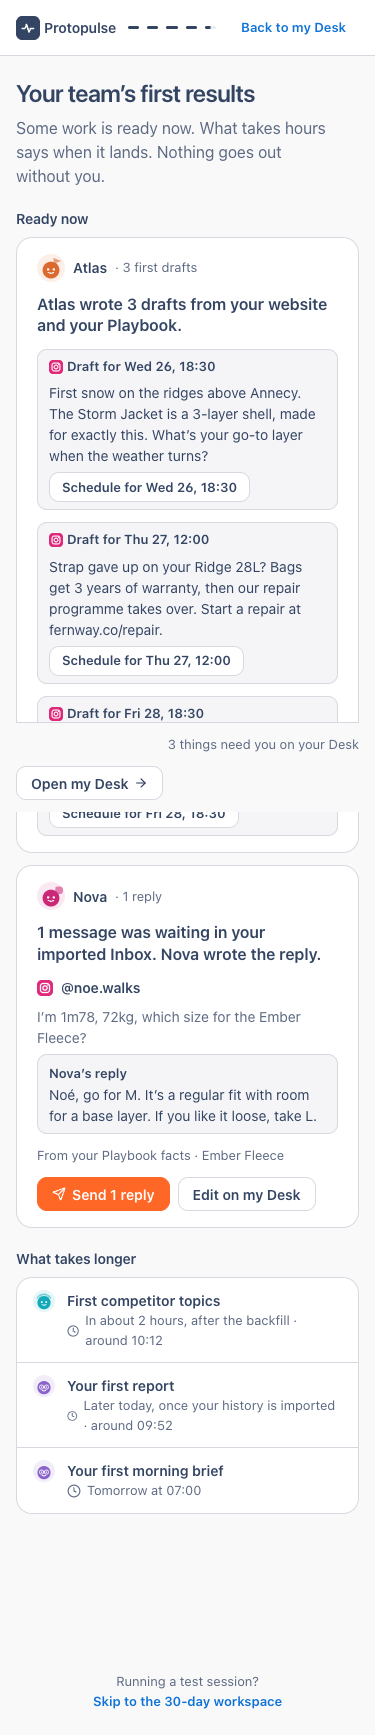 Protopulse
Back to my Desk
Your team's first results
Some work is ready now. What takes hours
says when it lands. Nothing goes out
without you.
Ready now
Atlas · 3 first drafts
Atlas wrote 3 drafts from your website
and your Playbook.
Draft for Wed 26, 18:30
First snow on the ridges above Annecy.
The Storm Jacket is a 3-layer shell, made
for exactly this. What's your go-to layer
when the weather turns?
Schedule for Wed 26, 18:30
Draft for Thu 27, 12:00
Strap gave up on your Ridge 28L? Bags
get 3 years of warranty, then our repair
programme takes over. Start a repair at
fernway.co/repair.
Schedule for Thu 27, 12:00
Draft for Fri 28, 18:30
3 things need you on your Desk
Open my Desk →
Schedule for Fri 28, 18:30
Nova · 1 reply
1 message was waiting in your
imported Inbox. Nova wrote the reply.
@noe.walks
I'm 1m78, 72kg, which size for the Ember
Fleece?
Nova's reply
Noé, go for M. It's a regular fit with room
for a base layer. If you like it loose, take L.
From your Playbook facts · Ember Fleece
Send 1 reply
Edit on my Desk
What takes longer
First competitor topics
In about 2 hours, after the backfill ·
around 10:12
Your first report
Later today, once your history is imported
· around 09:52
Your first morning brief
Tomorrow at 07:00
Running a test session?
Skip to the 30-day workspace